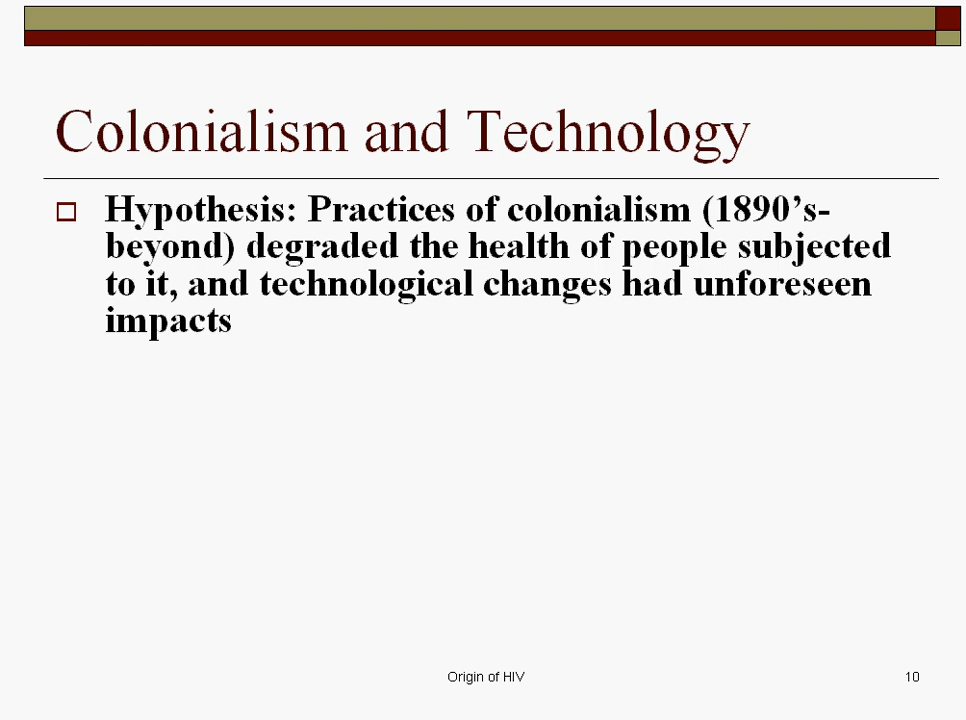 Colonialism and Technology
Hypothesis: Practices of colonialism (1890’s-
beyond) degraded the health of people subjected
to it, and technological changes had unforeseen
impacts
Origin of HIV
10